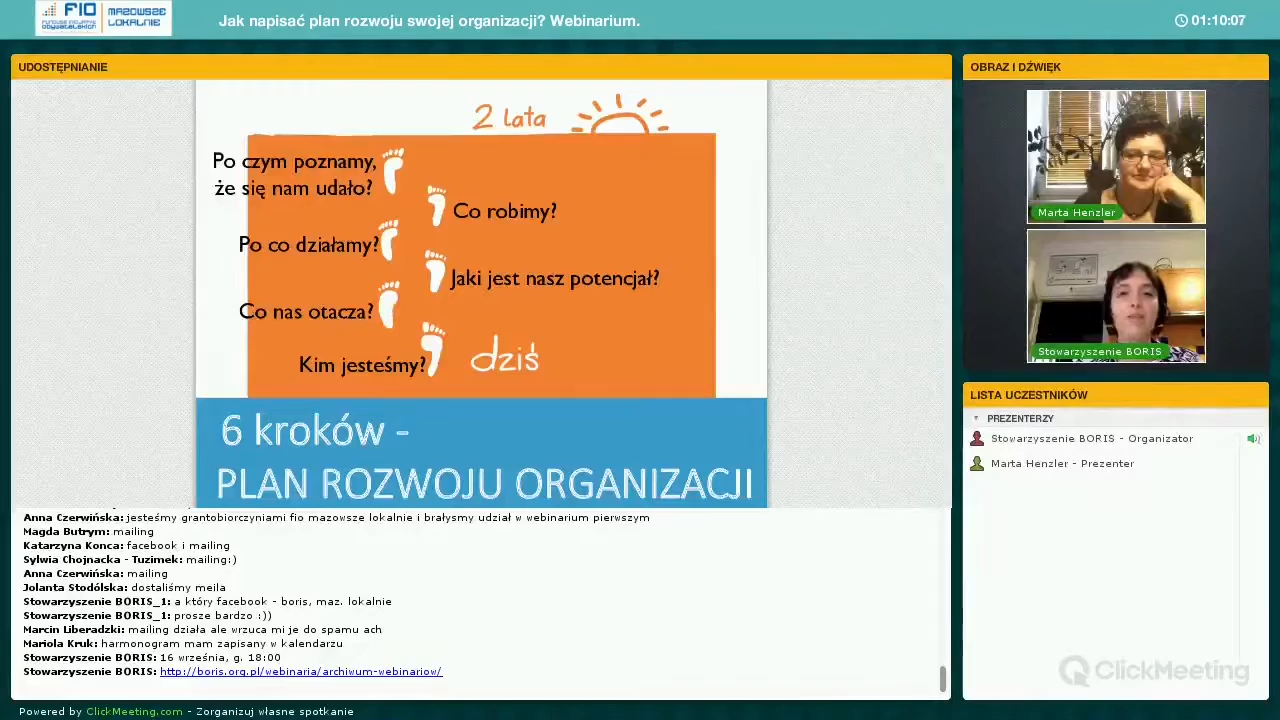 FIO
MAZOWSZE
LOKALNIE
Jak napisać plan rozwoju swojej organizacji? Webinarium.
01:10:07
UDOSTĘPNIANIE
2 lata
Po czym poznamy,
że się nam udało?
Co robimy?
Po co działamy?
Jaki jest nasz potencjał?
Co nas otacza?
Kim jesteśmy?
dziś
6 kroków -
PLAN ROZWOJU ORGANIZACJI
Anna Czerwińska: jesteśmy grantobiorczyniami fio mazowsze lokalnie i brałysmy udział w webinarium pierwszym
Magda Butrym: mailing
Katarzyna Konca: facebook i mailing
Sylwia Chojnacka - Tuzimek: mailing:)
Anna Czerwińska: mailing
Jolanta Stodólska: dostaliśmy meila
Stowarzyszenie BORIS_1: a który facebook - boris, maz. lokalnie
Stowarzyszenie BORIS_1: prosze bardzo :))
Marcin Liberadzki: mailing działa ale wrzuca mi je do spamu ach
Mariola Kruk: harmonogram mam zapisany w kalendarzu
Stowarzyszenie BORIS: 16 września, g. 18:00
Stowarzyszenie BORIS: http://boris.org.pl/webinaria/archiwum-webinariow/
OBRAZ I DŹWIĘK
Marta Henzler
Stowarzyszenie BORIS
LISTA UCZESTNIKÓW
PREZENTERZY
Stowarzyszenie BORIS - Organizator
Marta Henzler - Prezenter
ClickMeeting
Powered by ClickMeeting.com - Zorganizuj własne spotkanie